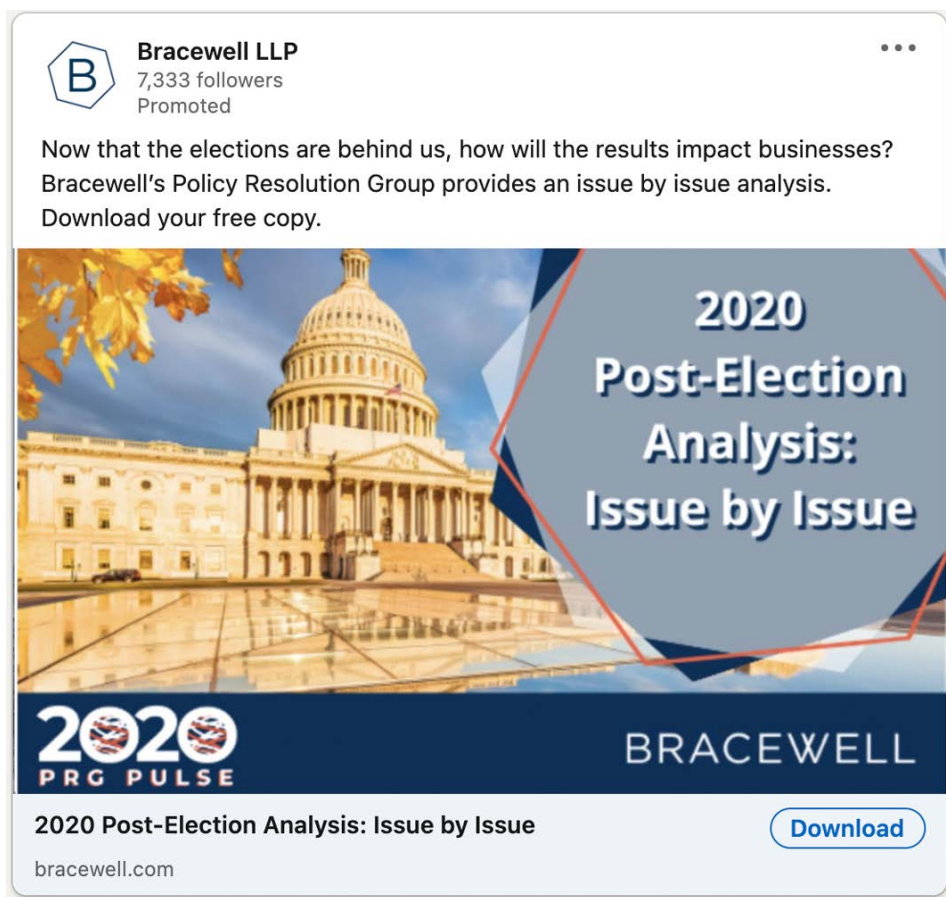 B
Bracewell LLP
7,333 followers
Promoted
Now that the elections are behind us, how will the results impact businesses?
Bracewell’s Policy Resolution Group provides an issue by issue analysis.
Download your free copy.
2020
Post-Election
Analysis:
Issue by Issue
2020
PRG PULSE
BRACEWELL
2020 Post-Election Analysis: Issue by Issue
Download
bracewell.com